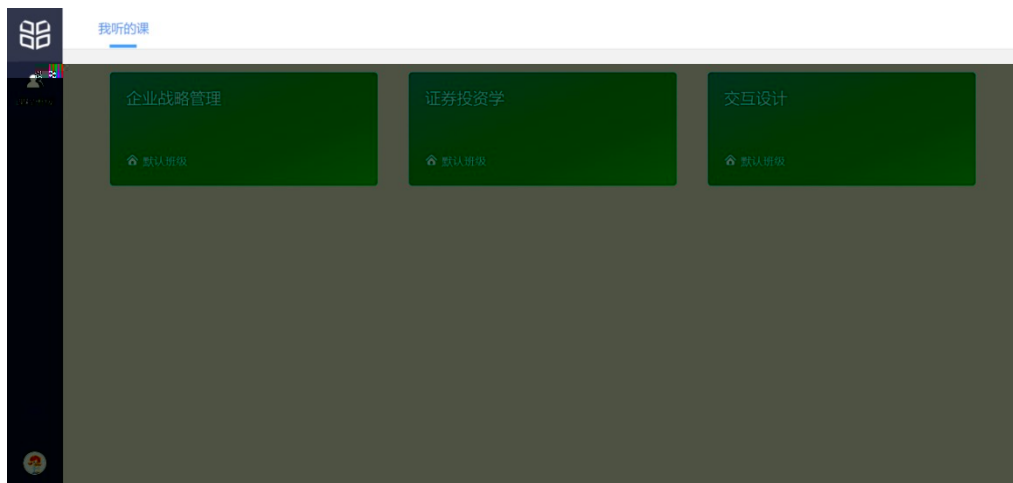 我听的课
企业战略管理
证券投资学
交互设计
默认班级
默认班级
默认班级